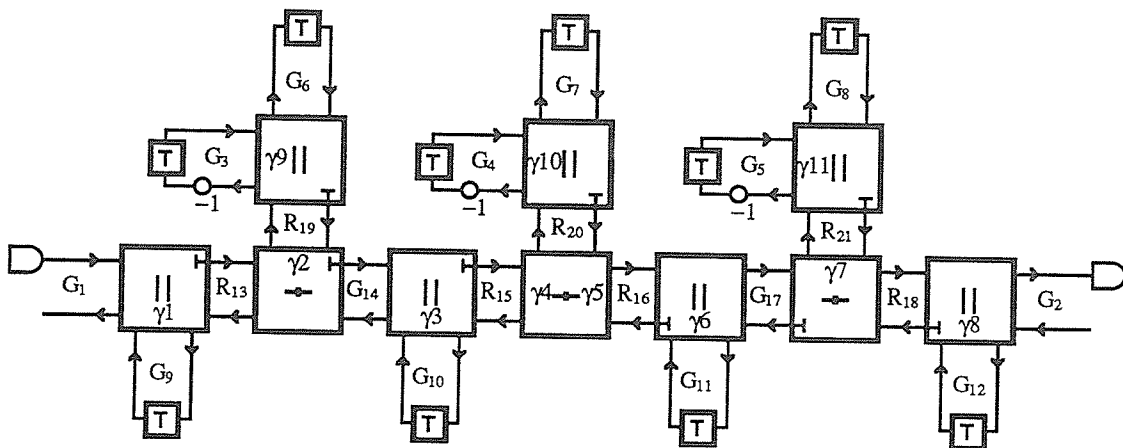 T T T
G₆ G₇ G₈
T G₃ γ9 || T G₄ γ10 || T G₅ γ11 ||
−1 −1 −1
R₁₉ R₂₀ R₂₁
G₁ || γ1 R₁₃ γ2 G₁₄ || γ3 R₁₅ γ4 γ5 R₁₆ || γ6 G₁₇ γ7 R₁₈ || γ8 G₂
G₉ G₁₀ G₁₁ G₁₂
T T T T